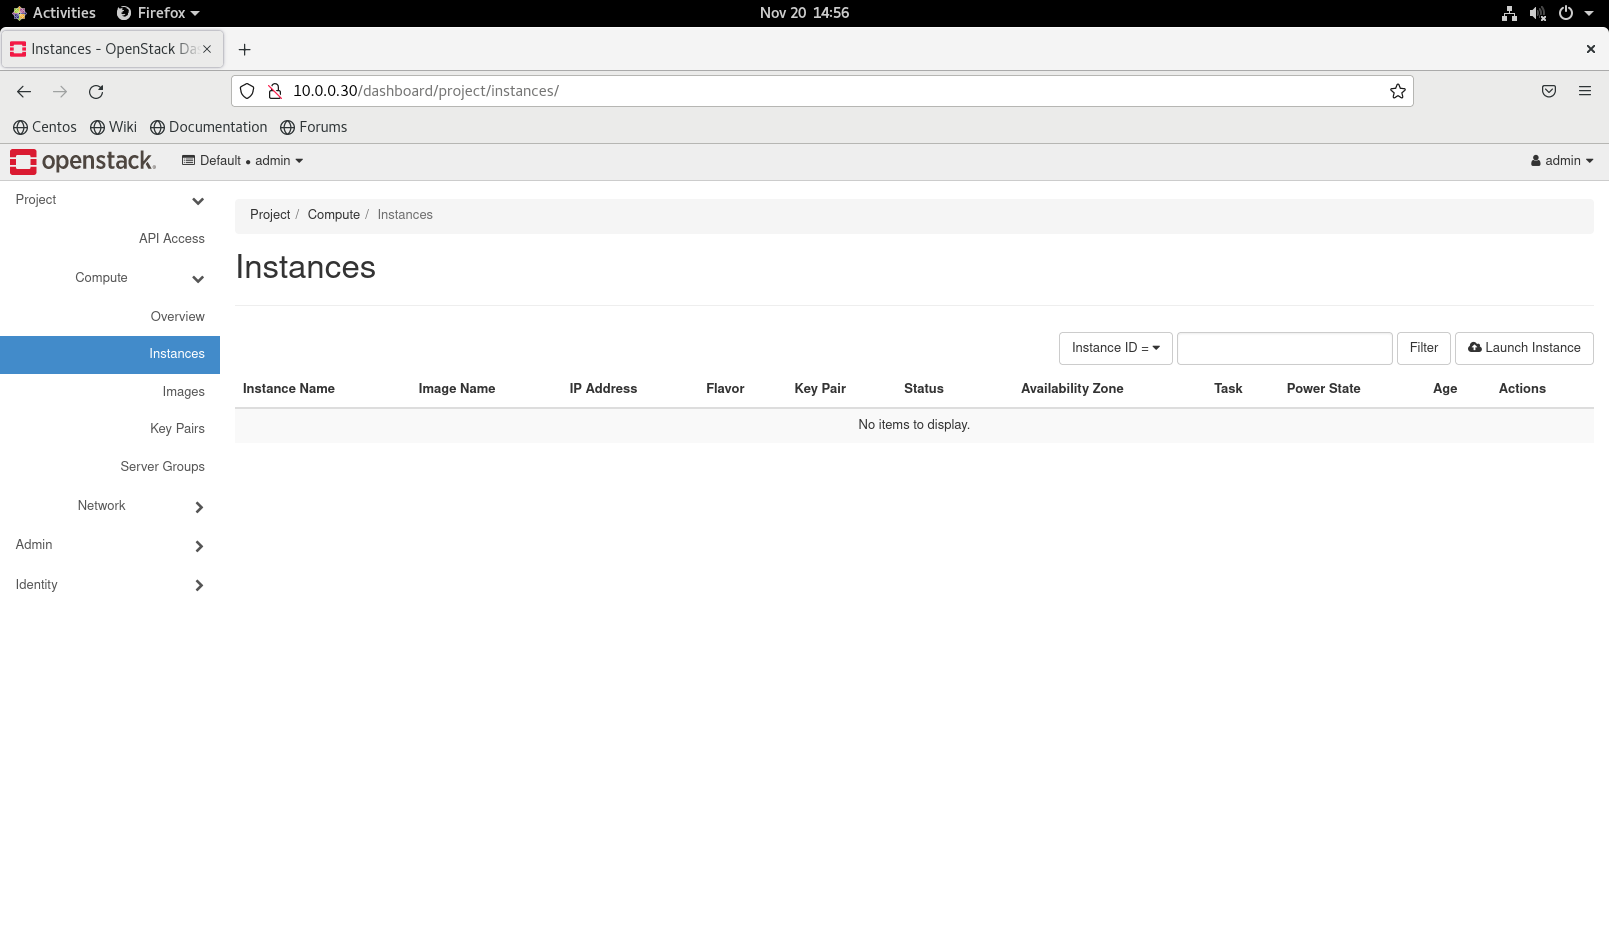 Activities Firefox Nov 20 14:56
Instances - OpenStack Da
10.0.0.30/dashboard/project/instances/
Centos Wiki Documentation Forums
openstack. Default • admin admin
Project
API Access
Compute
Overview
Instances
Images
Key Pairs
Server Groups
Network
Admin
Identity
Project / Compute / Instances
Instances
Instance ID = Filter Launch Instance
Instance Name Image Name IP Address Flavor Key Pair Status Availability Zone Task Power State Age Actions
No items to display.